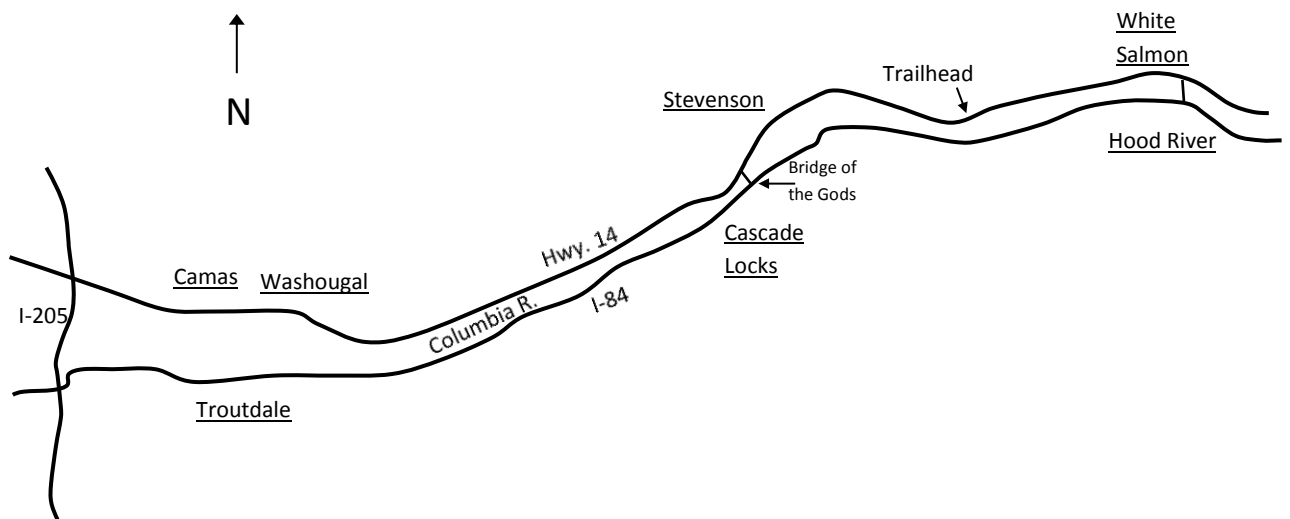 White
Salmon
Trailhead
Stevenson
N
Hood River
Bridge of
the Gods
Cascade
Locks
Hwy. 14
Camas
Washougal
Columbia R.
I-84
I-205
Troutdale